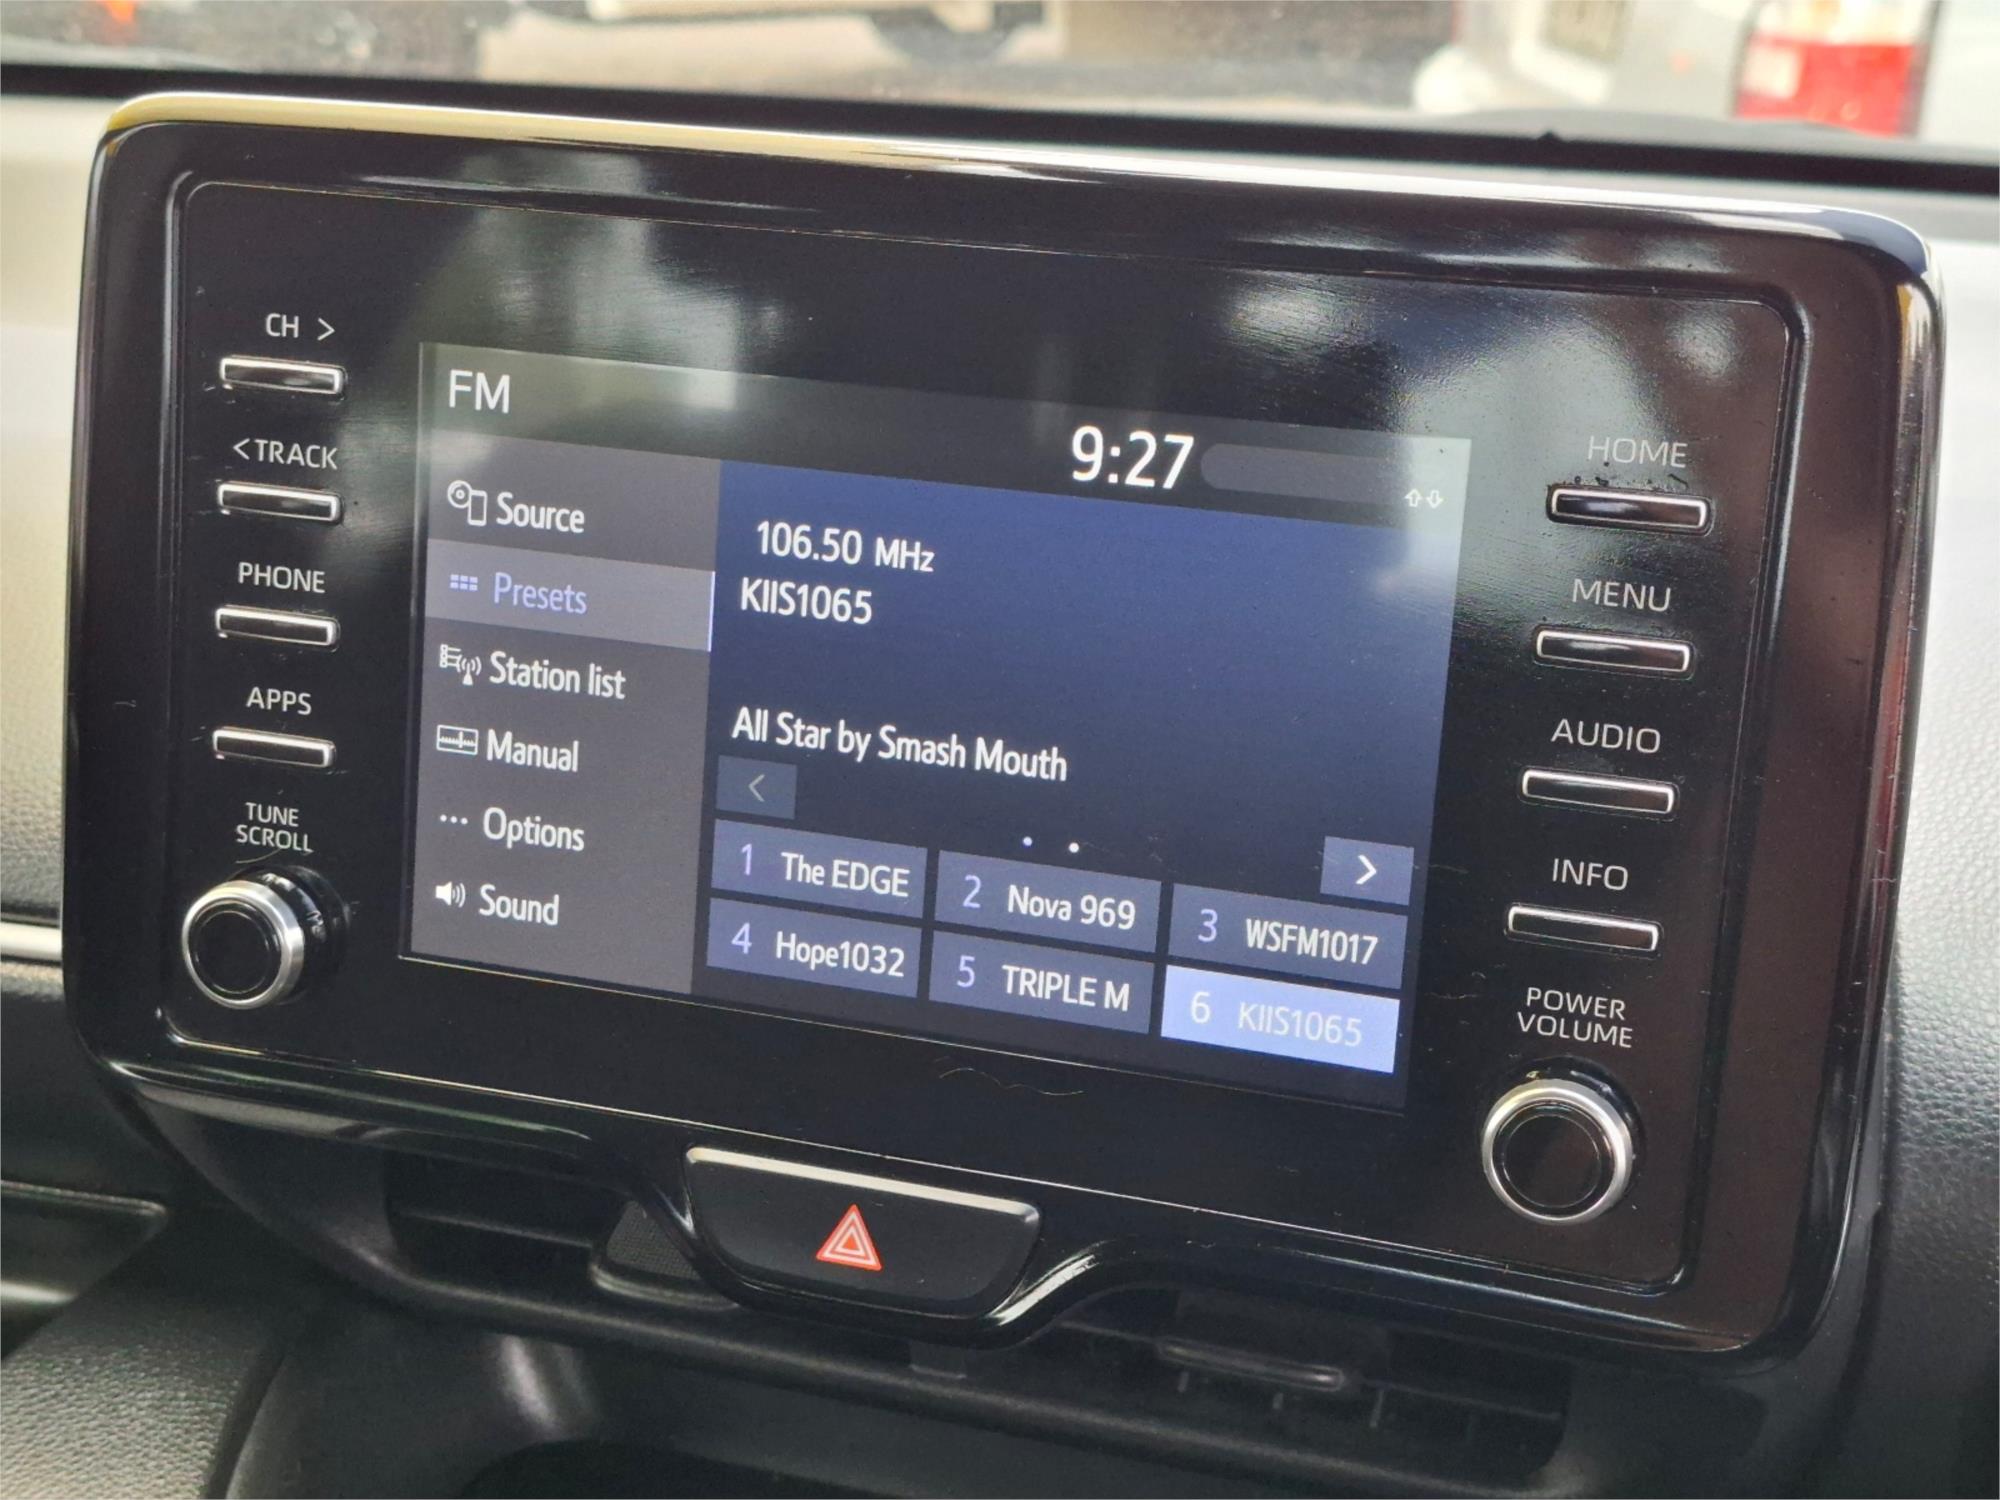 CH >
< TRACK
PHONE
APPS
TUNE
SCROLL
FM
9:27
Source
Presets
Station list
Manual
Options
Sound
106.50 MHz
KIIS1065
All Star by Smash Mouth
<
>
1 The EDGE
2 Nova 969
3 WSFM1017
4 Hope1032
5 TRIPLE M
6 KIIS1065
HOME
MENU
AUDIO
INFO
POWER
VOLUME